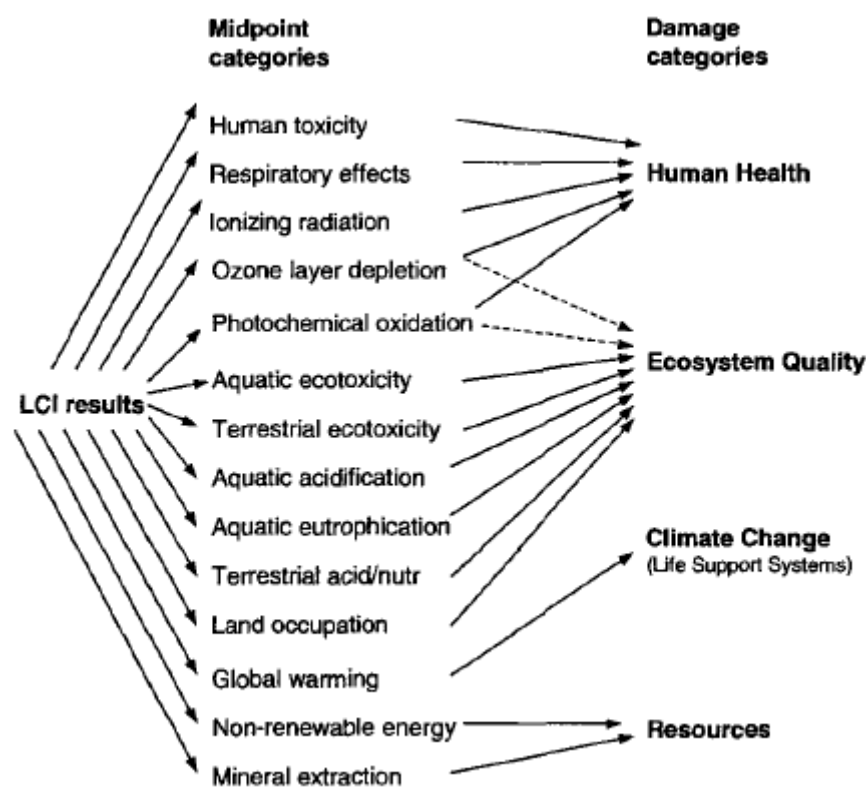 Midpoint
categories
Damage
categories
Human toxicity
Respiratory effects
Human Health
Ionizing radiation
Ozone layer depletion
Photochemical oxidation
Ecosystem Quality
Aquatic ecotoxicity
LCI results
Terrestrial ecotoxicity
Aquatic acidification
Aquatic eutrophication
Climate Change
(Life Support Systems)
Terrestrial acid/nutr
Land occupation
Global warming
Non-renewable energy
Resources
Mineral extraction